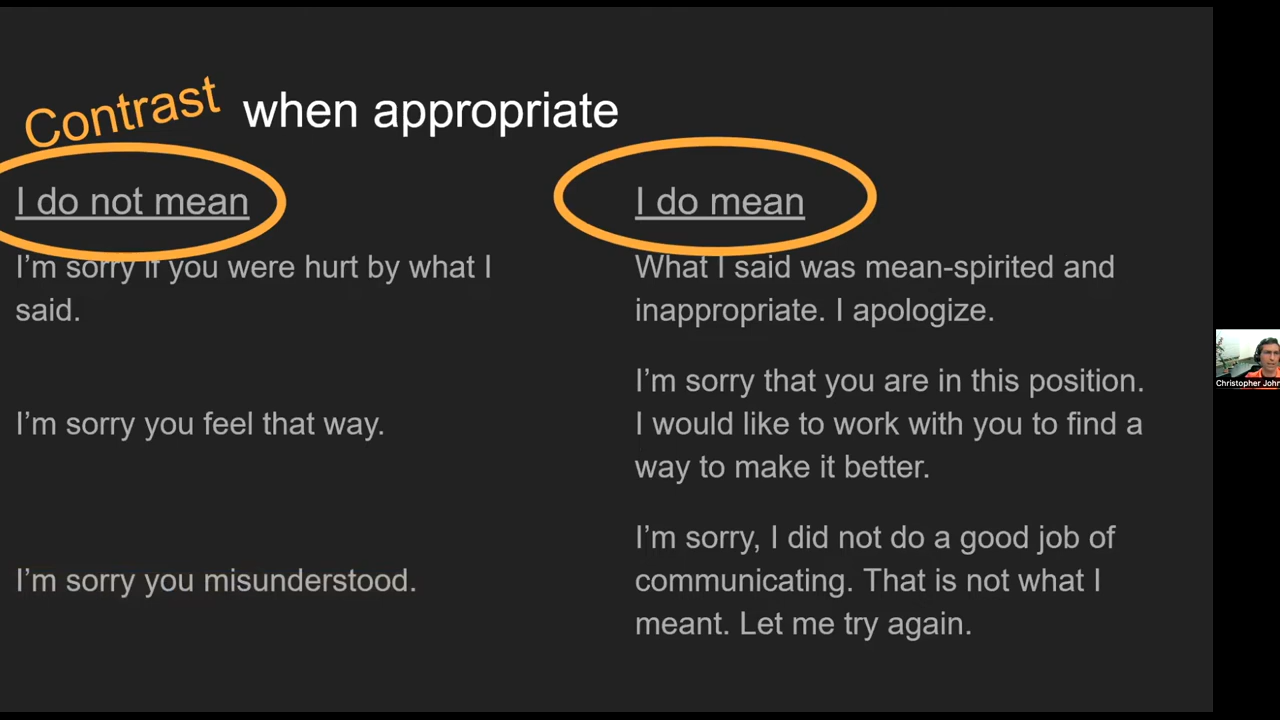 Contrast when appropriate
I do not mean
I do mean
I'm sorry if you were hurt by what I
said.
What I said was mean-spirited and
inappropriate. I apologize.
I'm sorry you feel that way.
I'm sorry that you are in this position.
I would like to work with you to find a
way to make it better.
I'm sorry you misunderstood.
I'm sorry, I did not do a good job of
communicating. That is not what I
meant. Let me try again.
Christopher John